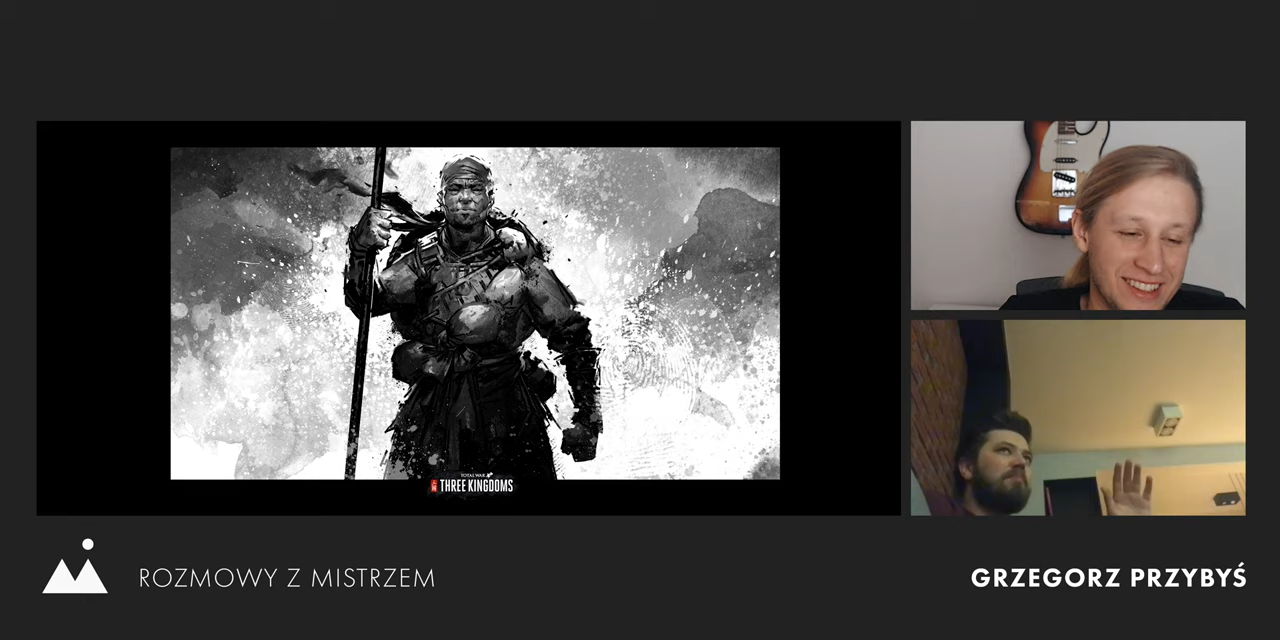 TOTAL WAR
THREE KINGDOMS
ROZMOWY Z MISTRZEM
GRZEGORZ PRZYBYŚ